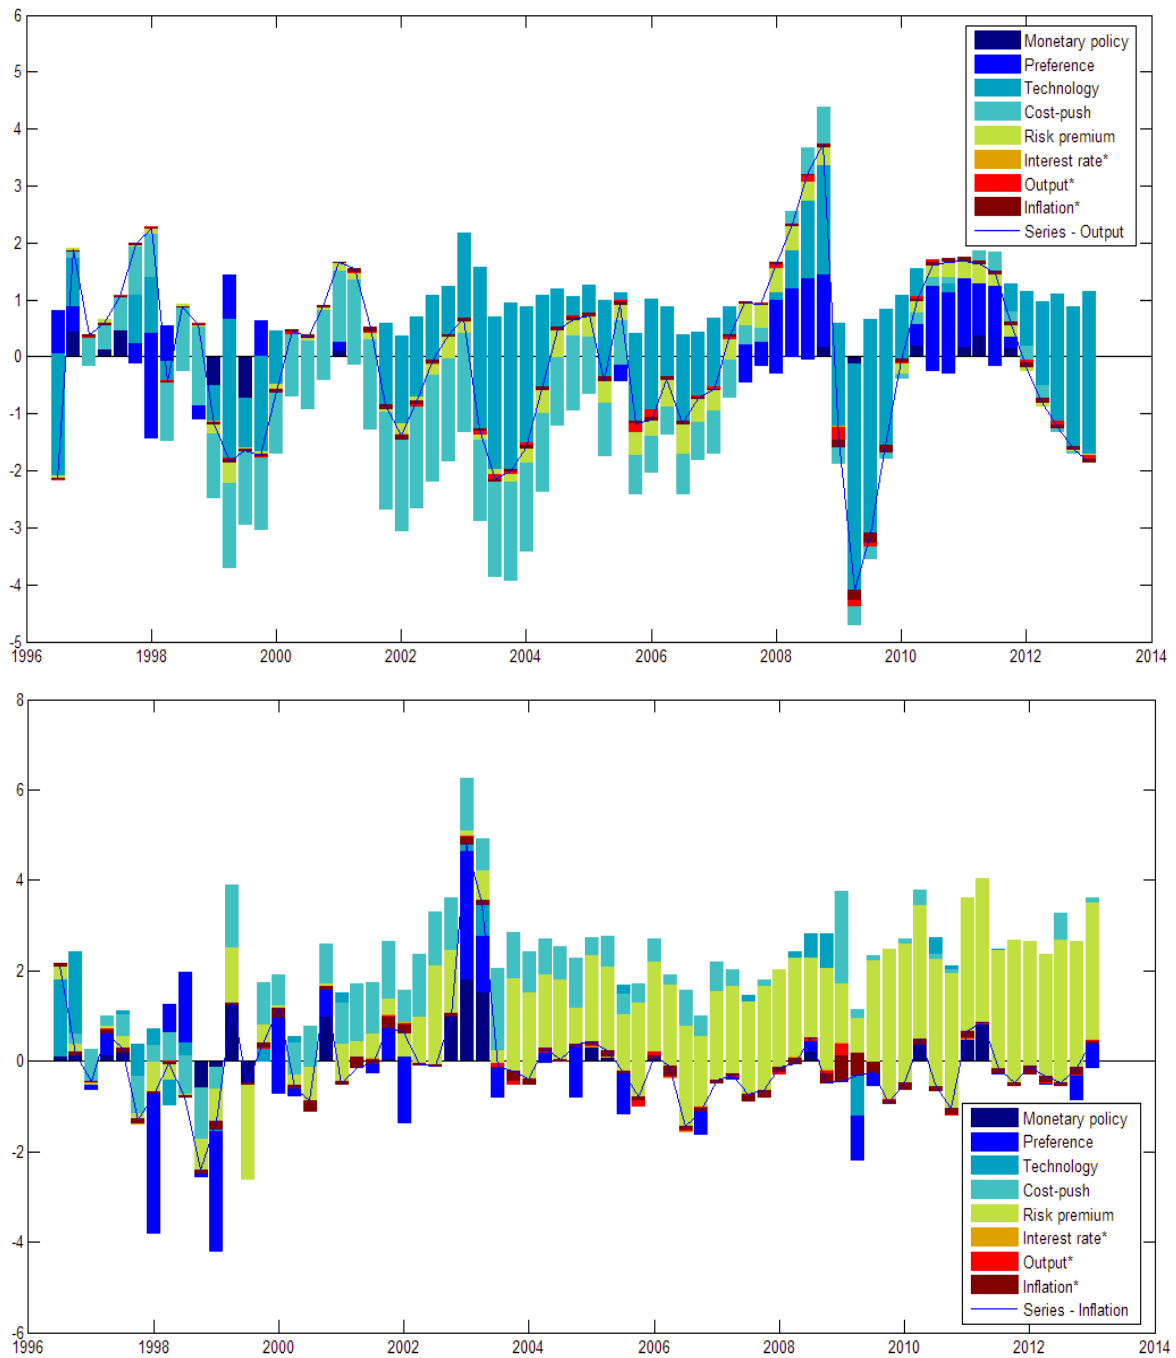 6
5
4
3
2
1
0
-1
-2
-3
-4
-5
1996
1998
2000
2002
2004
2006
2008
2010
2012
2014
Monetary policy
Preference
Technology
Cost-push
Risk premium
Interest rate*
Output*
Inflation*
Series - Output
8
6
4
2
0
-2
-4
-6
1996
1998
2000
2002
2004
2006
2008
2010
2012
2014
Monetary policy
Preference
Technology
Cost-push
Risk premium
Interest rate*
Output*
Inflation*
Series - Inflation